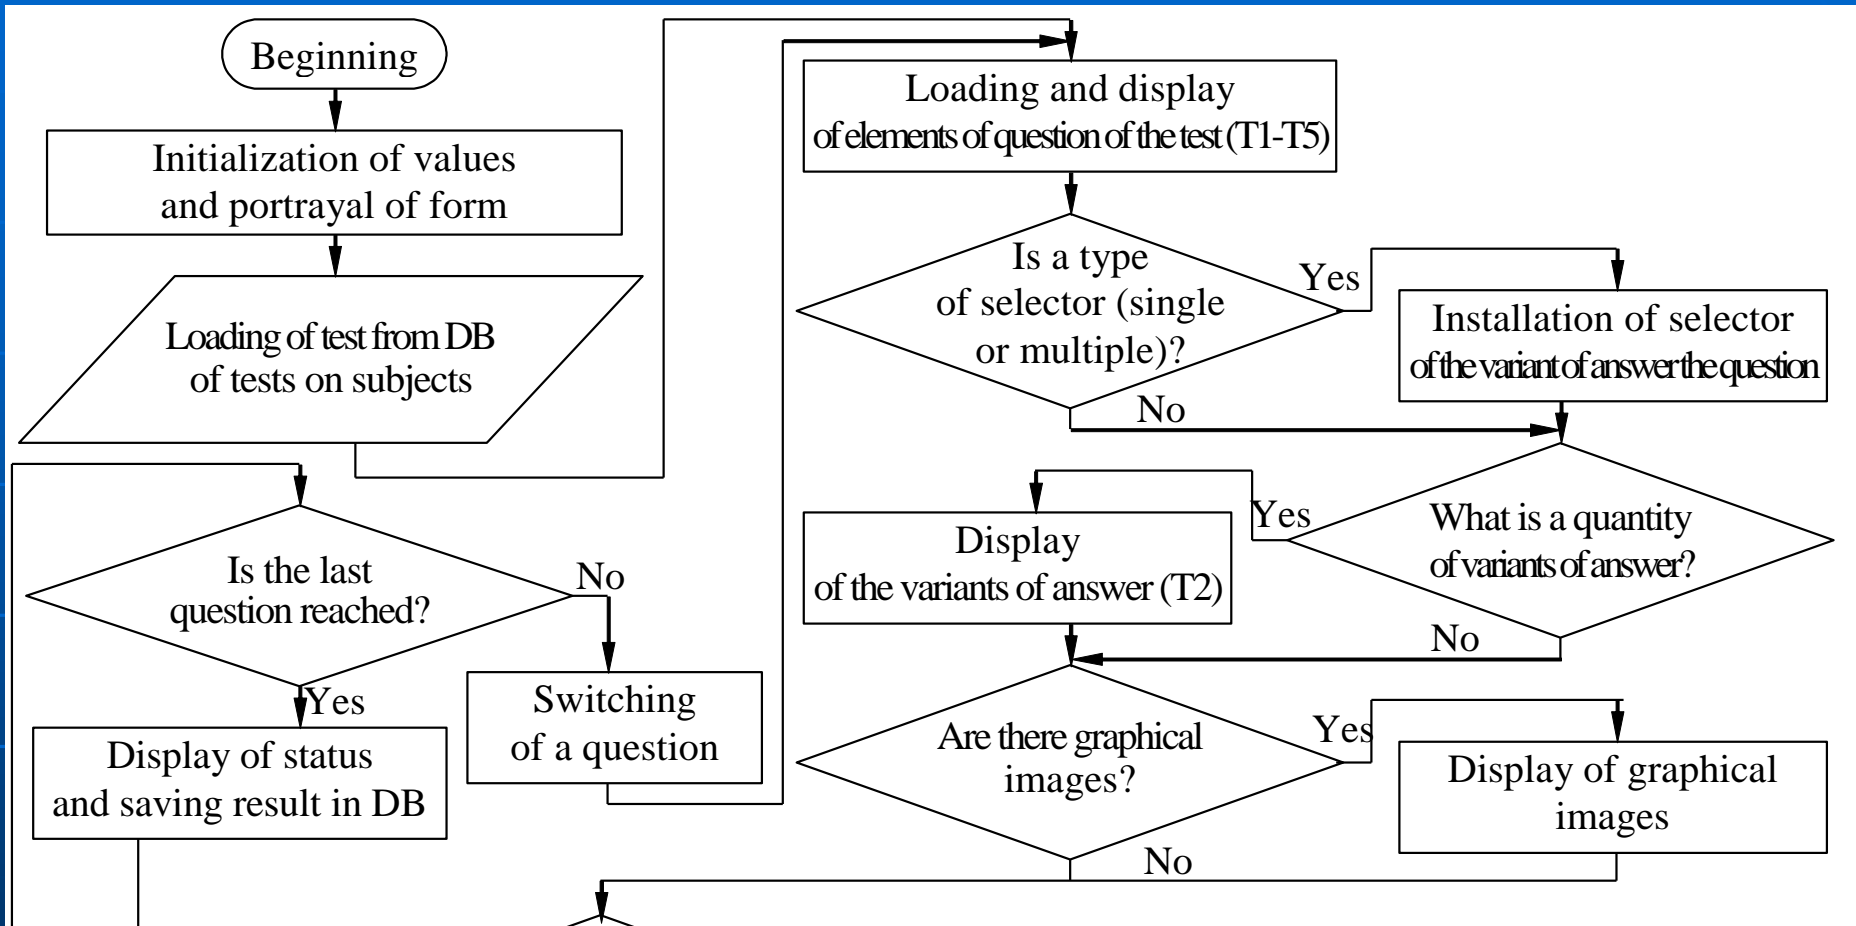 Beginning
Initialization of values
and portrayal of form
Loading of test from DB
of tests on subjects
Loading and display
of elements of question of the test (T1-T5)
Is a type
of selector (single
or multiple)?
Yes
Installation of selector
of the variant of answer the question
No
What is a quantity
of variants of answer?
Yes
Display
of the variants of answer (T2)
No
Are there graphical
images?
Yes
Display of graphical
images
No
Is the last
question reached?
No
Switching
of a question
Yes
Display of status
and saving result in DB